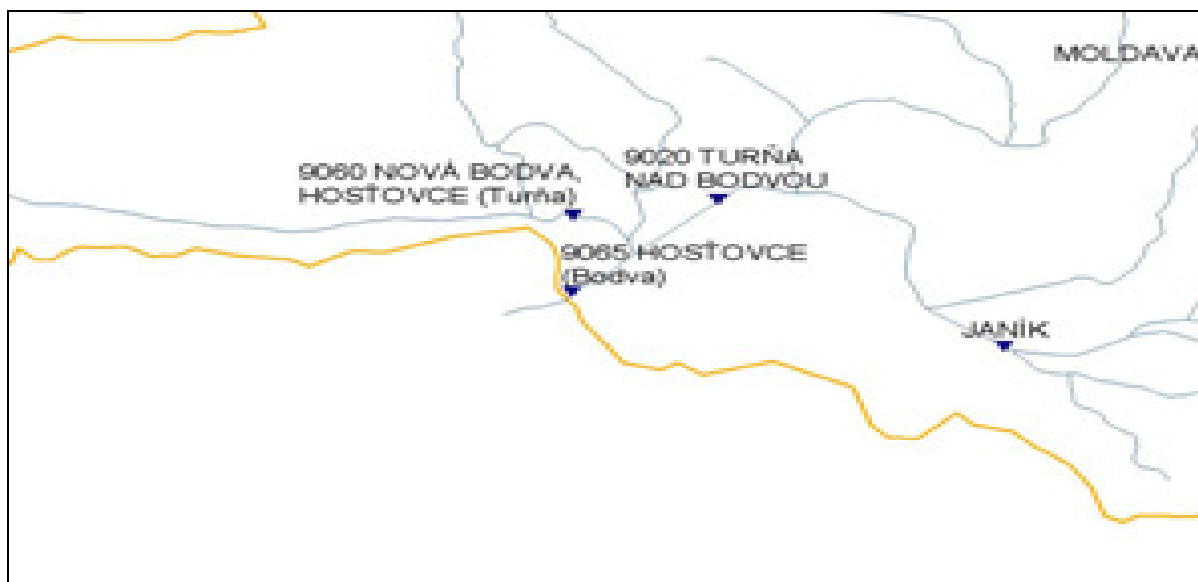 MOLDAVA
9060 NOVÁ BODVA,
HOSŤOVCE (Turňa)
9020 TURŇA
NAD BODVOU
9065 HOSŤOVCE
(Bodva)
JANÍK